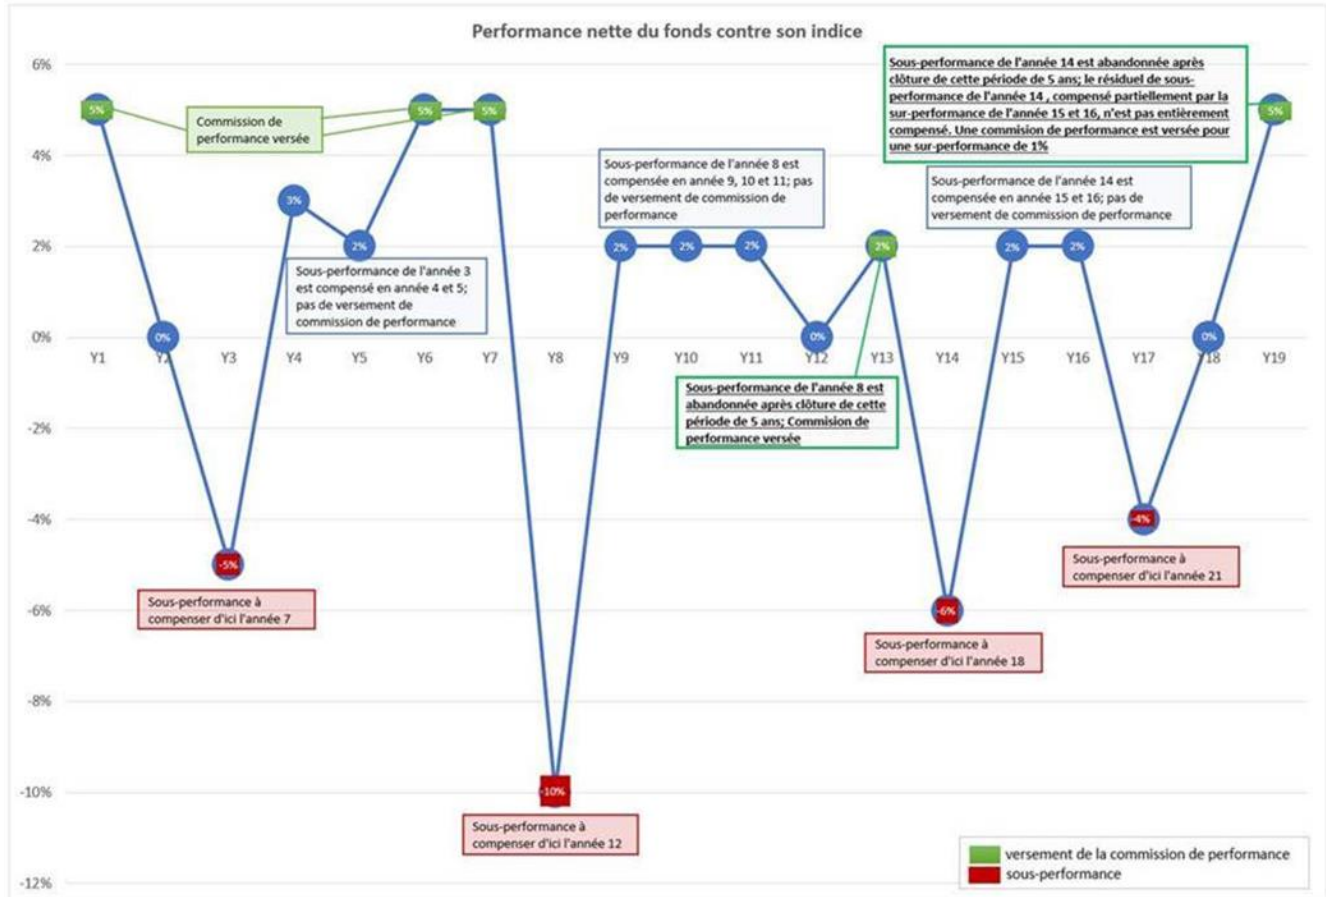 Performance nette du fonds contre son indice
6%
4%
2%
0%
-2%
-4%
-6%
-8%
-10%
-12%
Y1
Y2
Y3
Y4
Y5
Y6
Y7
Y8
Y9
Y10
Y11
Y12
Y13
Y14
Y15
Y16
Y17
Y18
Y19
5%
0%
-5%
3%
2%
5%
5%
-10%
2%
2%
2%
0%
2%
-6%
2%
2%
-4%
0%
5%
Commission de
performance versée
Sous-performance à
compenser d'ici l'année 7
Sous-performance de l'année 3
est compensé en année 4 et 5;
pas de versement de
commission de performance
Sous-performance à
compenser d'ici l'année 12
Sous-performance de l'année 8 est
compensée en année 9, 10 et 11; pas
de versement de commission de
performance
Sous-performance de l'année 8 est
abandonnée après clôture de cette
période de 5 ans; Commision de
performance versée
Sous-performance à
compenser d'ici l'année 18
Sous-performance de l'année 14 est
compensée en année 15 et 16; pas de
versement de commission de performance
Sous-performance à
compenser d'ici l'année 21
Sous-performance de l'année 14 est abandonnée après
clôture de cette période de 5 ans; le résiduel de sous-
performance de l'année 14 , compensé partiellement par la
sur-performance de l'année 15 et 16, n'est pas entièrement
compensé. Une commision de performance est versée pour
une sur-performance de 1%
versement de la commission de performance
sous-performance